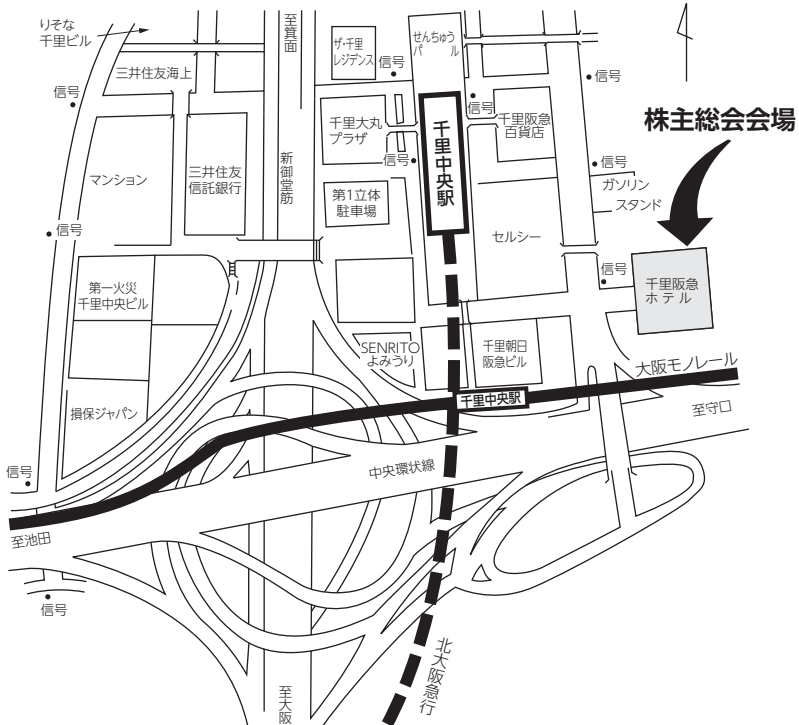 りそな
千里ビル
至箕面
ザ・千里
レジデンス
せんちゅう
パル
三井住友海上
信号
信号
信号
信号
千里大丸
プラザ
千里中央駅
千里阪急
百貨店
株主総会会場
マンション
三井住友
信託銀行
新御堂筋
信号
信号
第1立体
駐車場
ガソリン
スタンド
信号
セルシー
信号
第一火災
千里中央ビル
千里阪急
ホテル
SENRITO
よみうり
千里朝日
阪急ビル
大阪モノレール
千里中央駅
損保ジャパン
至守口
信号
中央環状線
至池田
信号
北大阪急行
至大阪